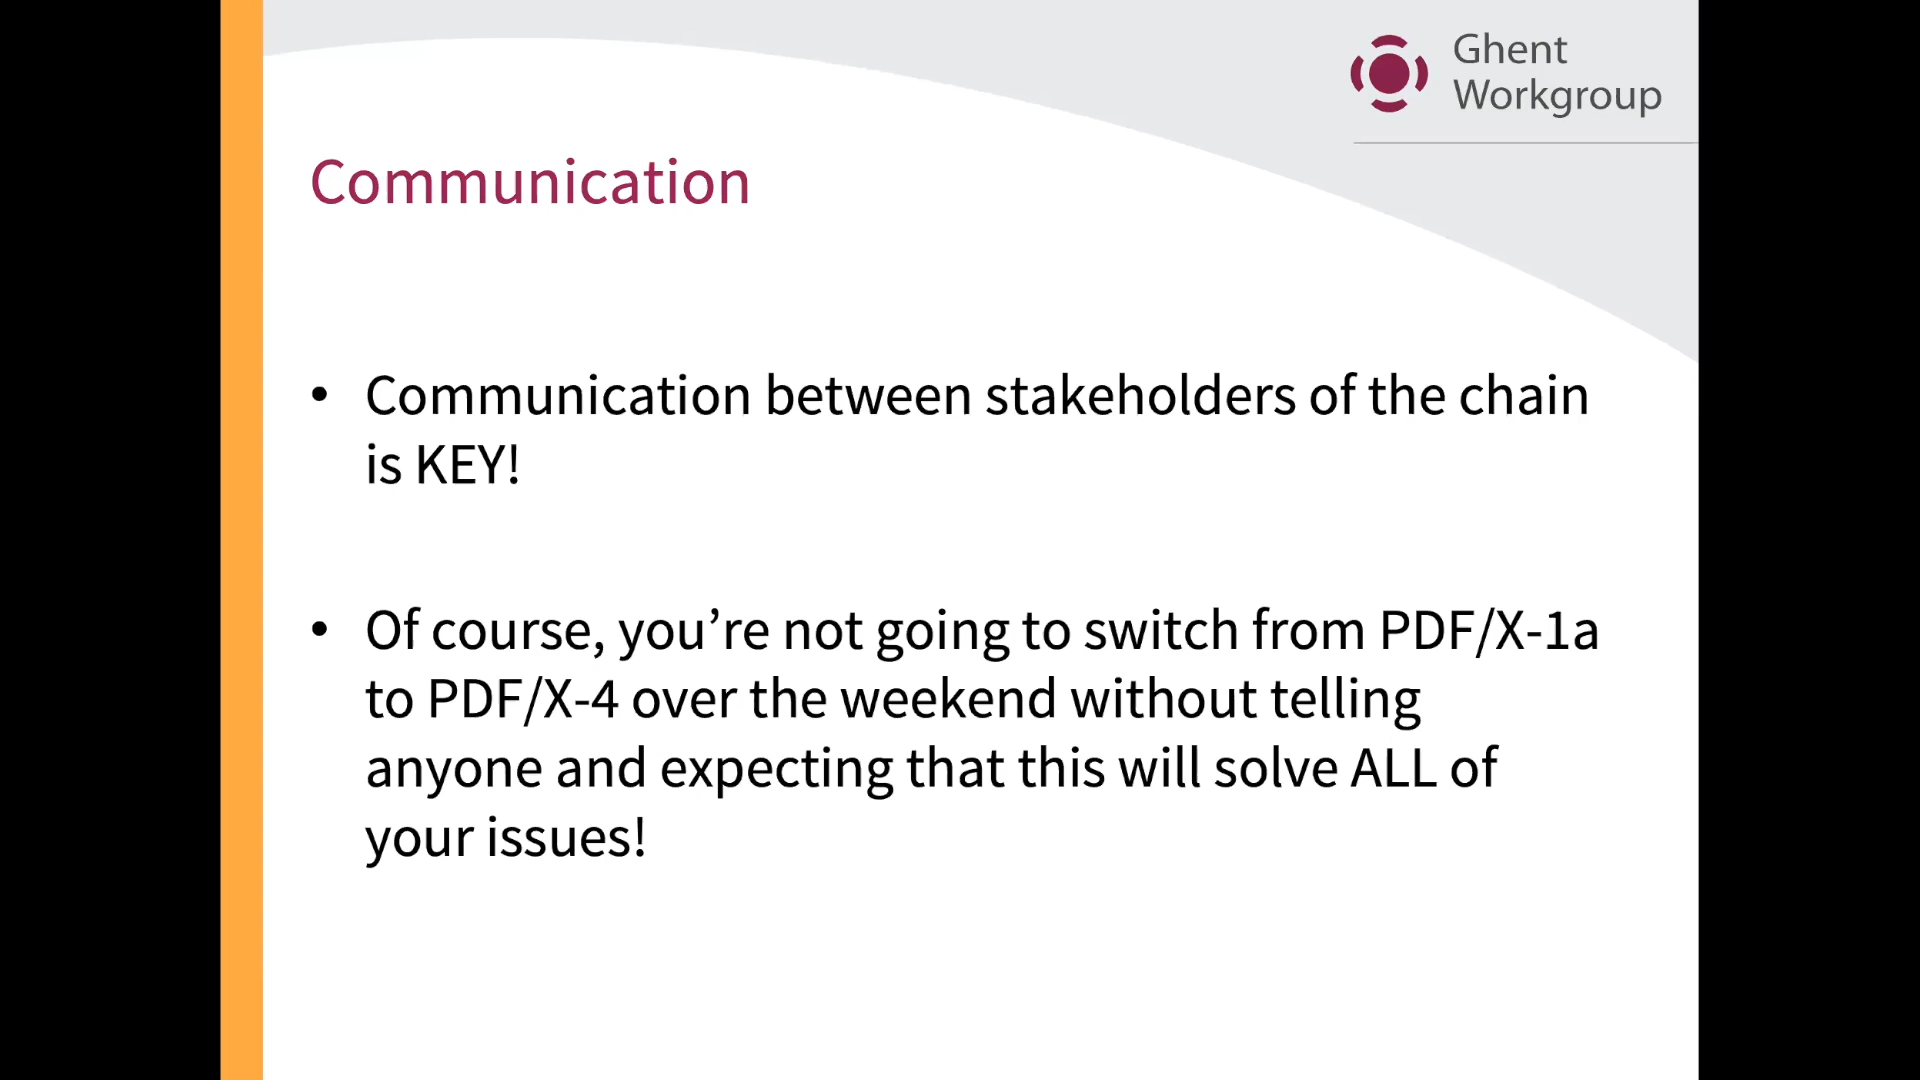 Ghent
Workgroup
Communication
• Communication between stakeholders of the chain
is KEY!
• Of course, you’re not going to switch from PDF/X-1a
to PDF/X-4 over the weekend without telling
anyone and expecting that this will solve ALL of
your issues!